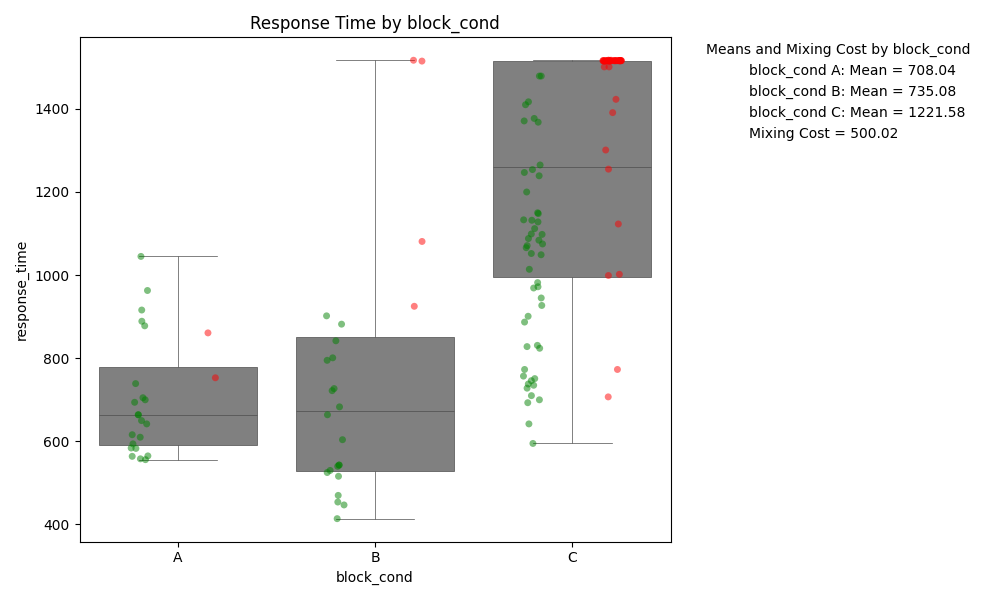 Response Time by block_cond
Means and Mixing Cost by block_cond
block_cond A: Mean = 708.04
block_cond B: Mean = 735.08
block_cond C: Mean = 1221.58
Mixing Cost = 500.02
response_time
1400
1200
1000
800
600
400
A
B
C
block_cond